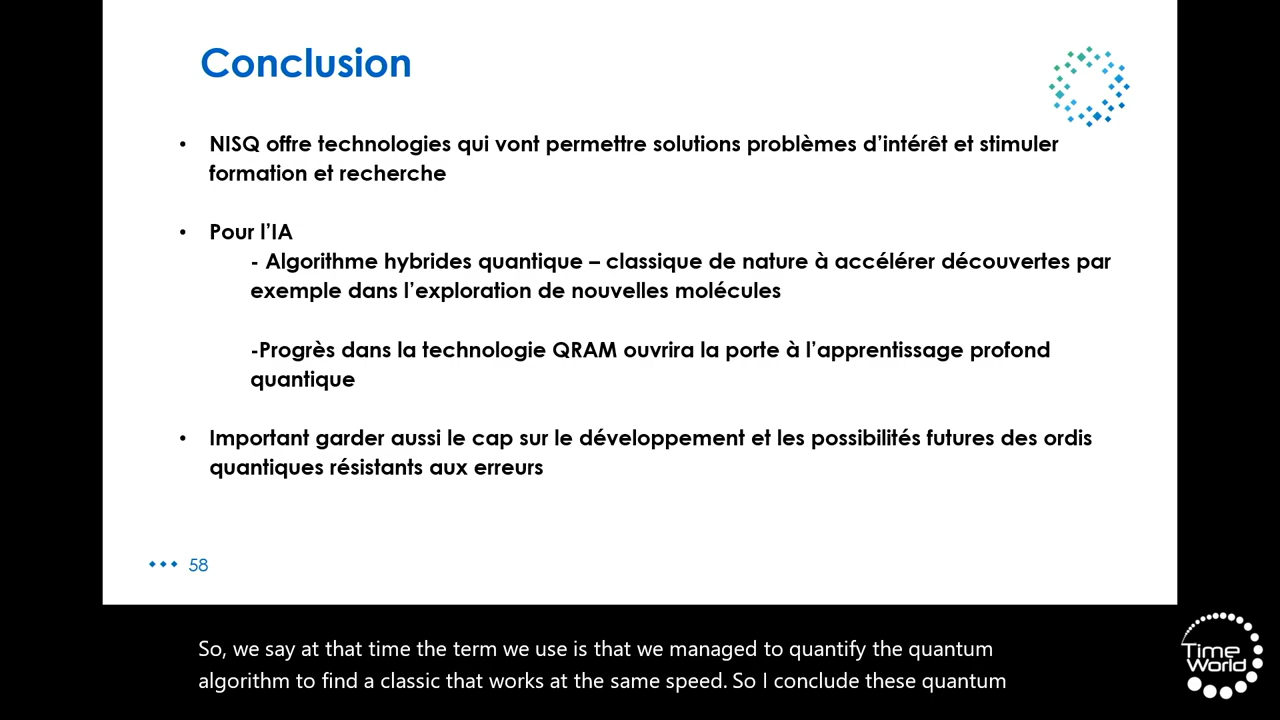 Conclusion
• NISQ offre technologies qui vont permettre solutions problèmes d’intérêt et stimuler
formation et recherche
• Pour l’IA
- Algorithme hybrides quantique – classique de nature à accélérer découvertes par
exemple dans l’exploration de nouvelles molécules
-Progrès dans la technologie QRAM ouvrira la porte à l’apprentissage profond
quantique
• Important garder aussi le cap sur le développement et les possibilités futures des ordis
quantiques résistants aux erreurs
58
So, we say at that time the term we use is that we managed to quantify the quantum
algorithm to find a classic that works at the same speed. So I conclude these quantum
Time
World